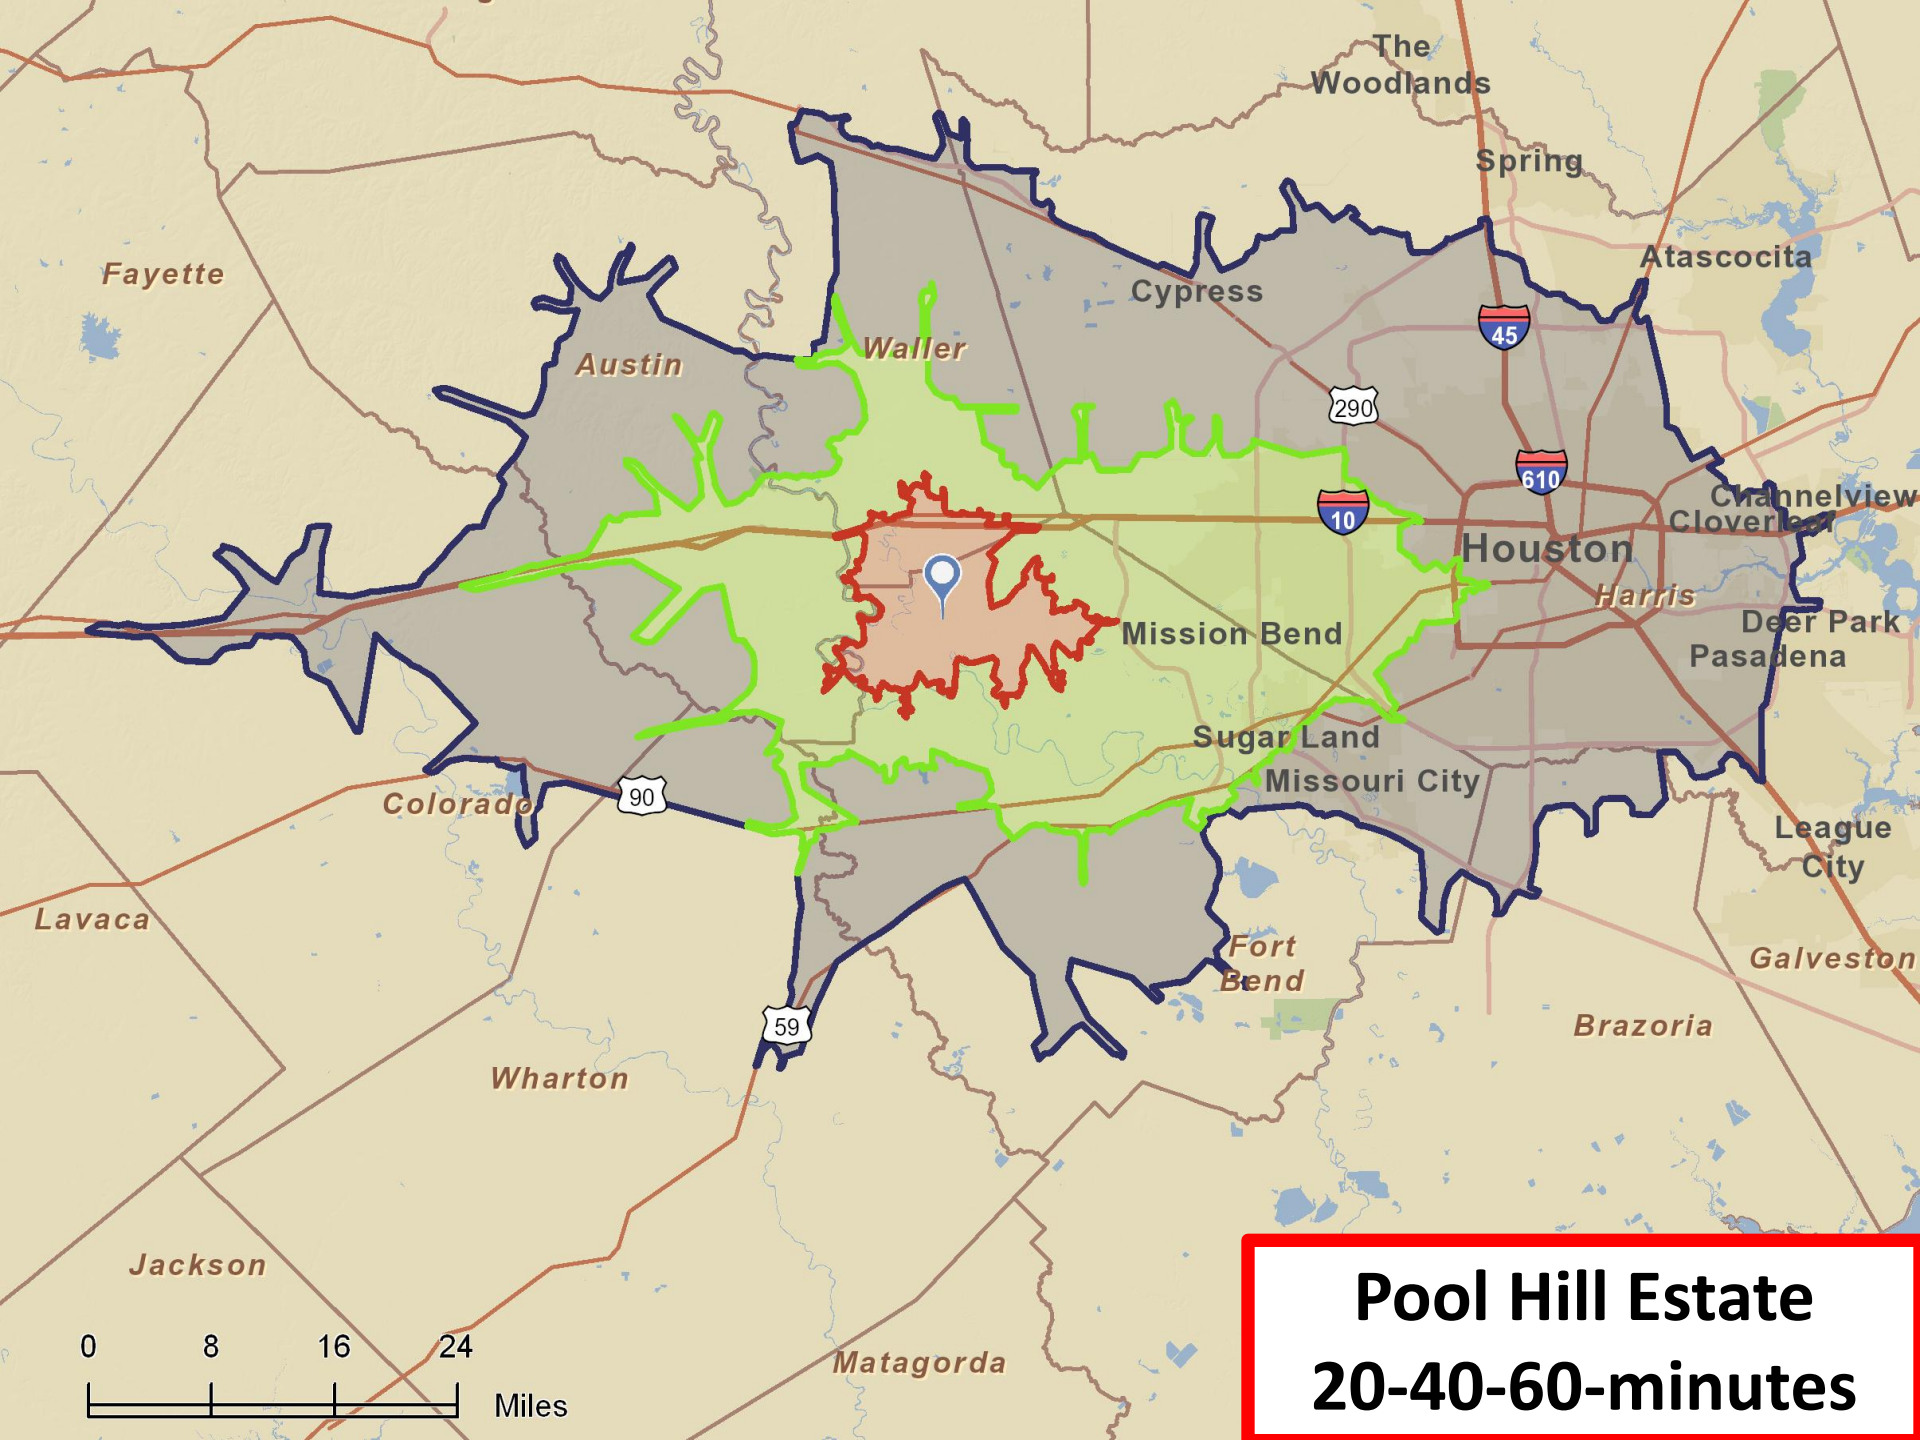 The
Woodlands
Spring
Atascocita
Fayette
Cypress
45
Austin
Waller
290
610
Channelview
Cloverleaf
10
Houston
Harris
Deer Park
Mission Bend
Pasadena
Sugar Land
Missouri City
90
Colorado
League
City
Lavaca
Fort
Bend
Galveston
59
Brazoria
Wharton
Jackson
Matagorda
0 8 16 24
Miles
Pool Hill Estate
20-40-60-minutes